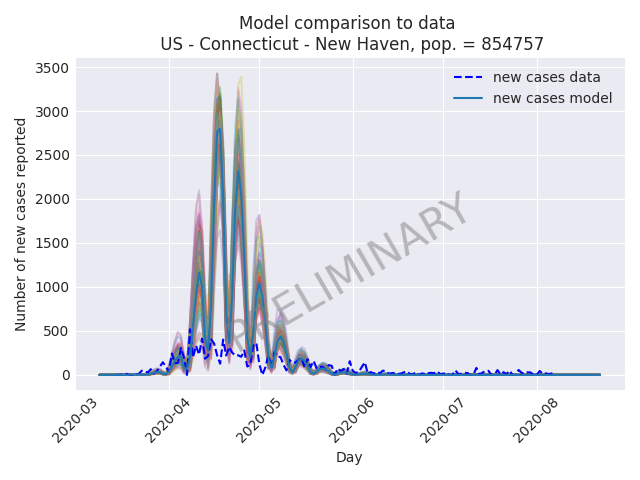 Model comparison to data
US - Connecticut - New Haven, pop. = 854757
3500
3000
2500
2000
1500
1000
500
0
Number of new cases reported
new cases data
new cases model
PRELIMINARY
2020-03
2020-04
2020-05
2020-06
2020-07
2020-08
Day